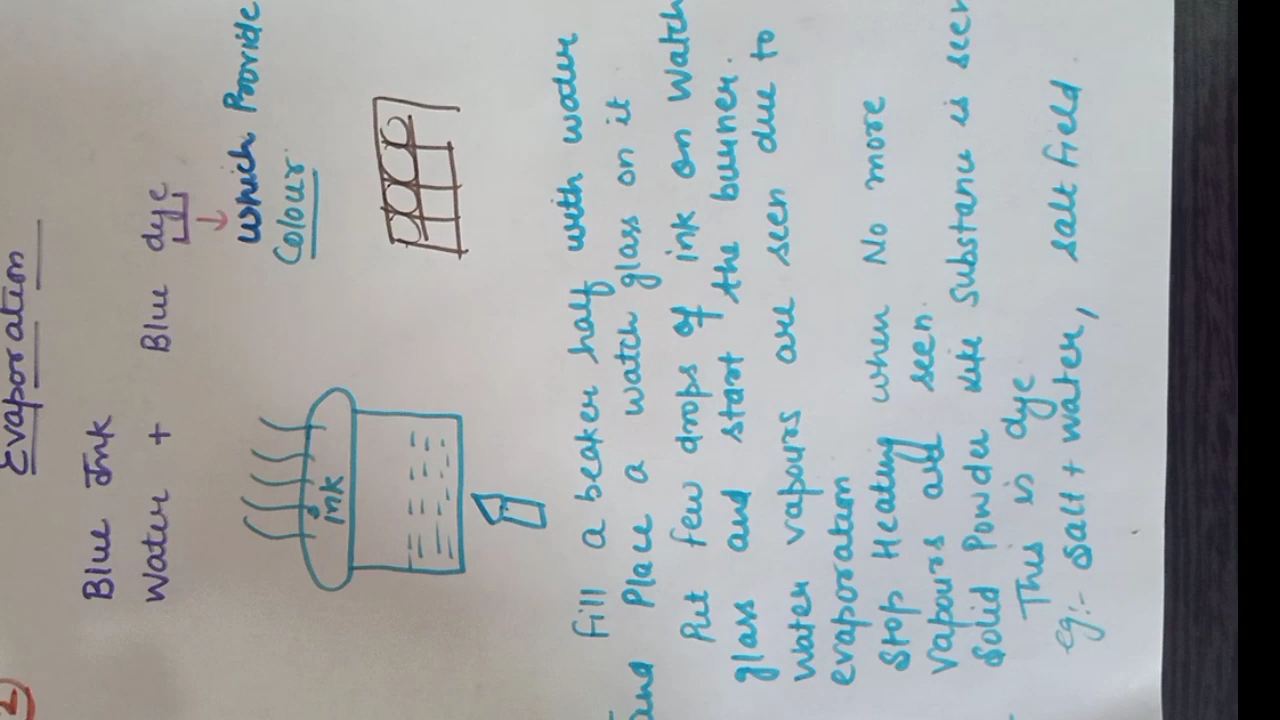 2
Evaporation
Blue Ink
Water + Blue dye
Which Provide
Colour
ink
Fill a beaker half with water
and Place a watch glass on it
Put few drops of ink on Watch
glass and start the burner.
Water vapours are seen due to
evaporation
Stop Heating when No more
vapours are seen.
Solid Powder like substance is seen
This is dye
eg:- Salt + water, salt field